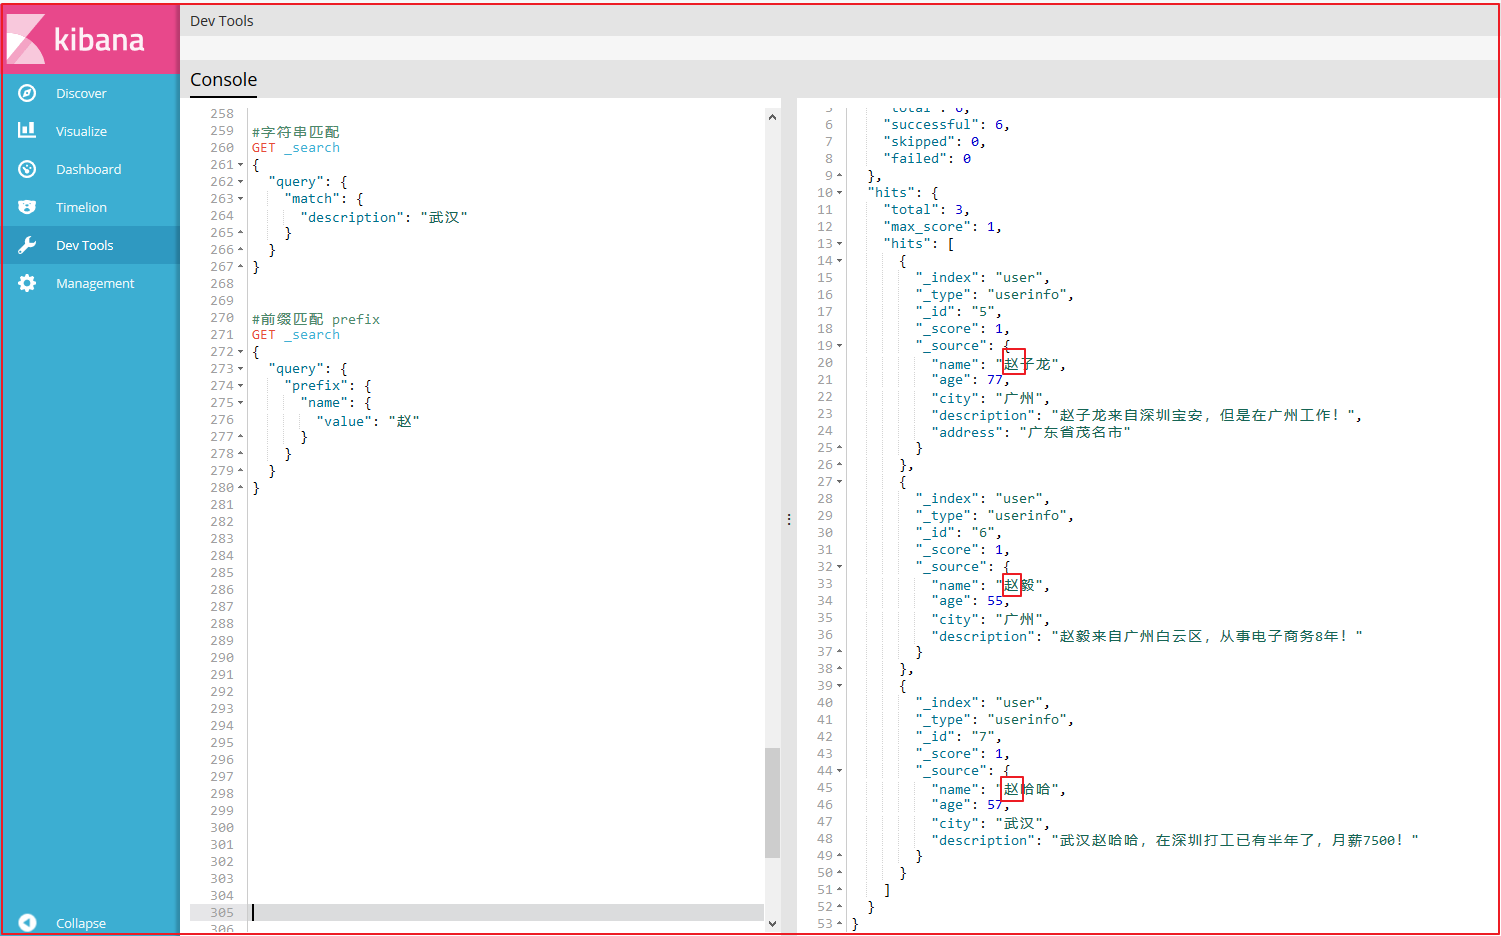 kibana
Discover
Visualize
Dashboard
Timelion
Dev Tools
Management
Collapse
Dev Tools
Console
258
259 #字符串匹配
260 GET _search
261 {
262 "query": {
263 "match": {
264 "description": "武汉"
265 }
266 }
267 }
268
269
270 #前缀匹配 prefix
271 GET _search
272 {
273 "query": {
274 "prefix": {
275 "name": {
276 "value": "赵"
277 }
278 }
279 }
280 }
281
282
283
284
285
286
287
288
289
290
291
292
293
294
295
296
297
298
299
300
301
302
303
304
305
306
5 "total": 6,
6 "successful": 6,
7 "skipped": 0,
8 "failed": 0
9 },
10 "hits": {
11 "total": 3,
12 "max_score": 1,
13 "hits": [
14 {
15 "_index": "user",
16 "_type": "userinfo",
17 "_id": "5",
18 "_score": 1,
19 "_source": {
20 "name": "赵子龙",
21 "age": 77,
22 "city": "广州",
23 "description": "赵子龙来自深圳宝安，但是在广州工作！",
24 "address": "广东省茂名市"
25 }
26 },
27 {
28 "_index": "user",
29 "_type": "userinfo",
30 "_id": "6",
31 "_score": 1,
32 "_source": {
33 "name": "赵毅",
34 "age": 55,
35 "city": "广州",
36 "description": "赵毅来自广州白云区，从事电子商务8年！"
37 }
38 },
39 {
40 "_index": "user",
41 "_type": "userinfo",
42 "_id": "7",
43 "_score": 1,
44 "_source": {
45 "name": "赵哈哈",
46 "age": 57,
47 "city": "武汉",
48 "description": "武汉赵哈哈，在深圳打工已有半年了，月薪7500！"
49 }
50 }
51 ]
52 }
53 }